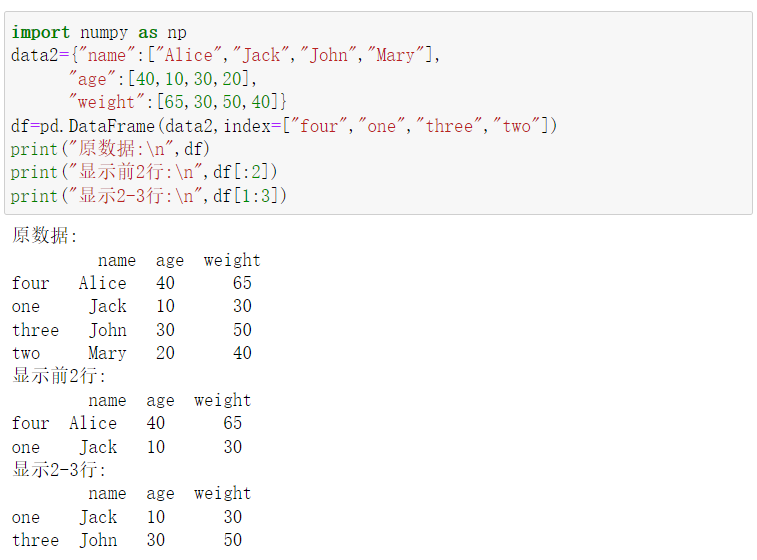 import numpy as np
data2={"name":["Alice","Jack","John","Mary"],
"age":[40,10,30,20],
"weight":[65,30,50,40]}
df=pd.DataFrame(data2,index=["four","one","three","two"])
print("原数据:\n",df)
print("显示前2行:\n",df[:2])
print("显示2-3行:\n",df[1:3])
原数据:
name age weight
four Alice 40 65
one Jack 10 30
three John 30 50
two Mary 20 40
显示前2行:
name age weight
four Alice 40 65
one Jack 10 30
显示2-3行:
name age weight
one Jack 10 30
three John 30 50